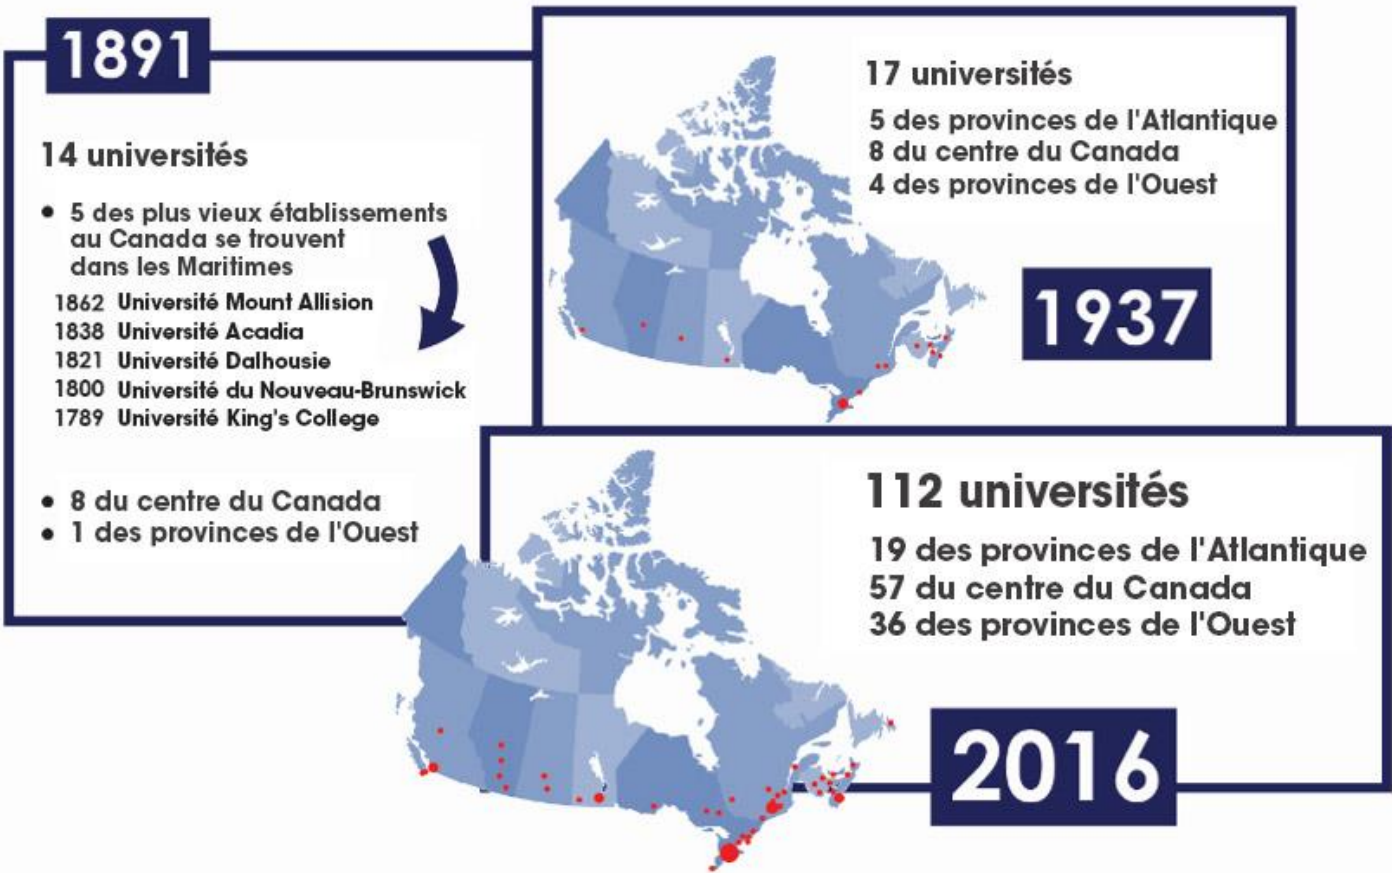 1891
14 universités
• 5 des plus vieux établissements
au Canada se trouvent
dans les Maritimes
1862 Université Mount Allision
1838 Université Acadia
1821 Université Dalhousie
1800 Université du Nouveau-Brunswick
1789 Université King's College
• 8 du centre du Canada
• 1 des provinces de l'Ouest
17 universités
5 des provinces de l'Atlantique
8 du centre du Canada
4 des provinces de l'Ouest
1937
112 universités
19 des provinces de l'Atlantique
57 du centre du Canada
36 des provinces de l'Ouest
2016